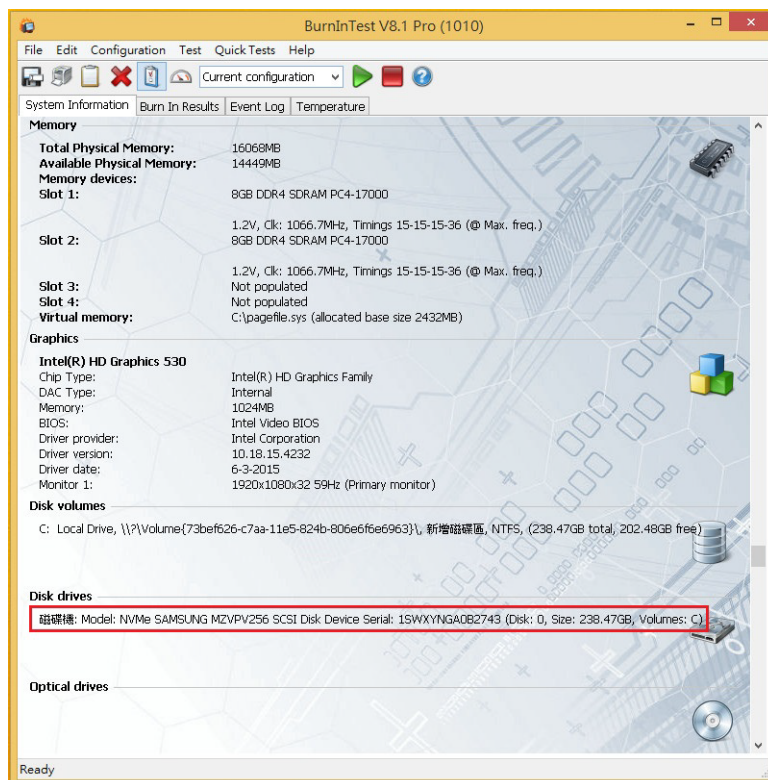 BurnInTest V8.1 Pro (1010)
File Edit Configuration Test Quick Tests Help
Current configuration
System Information Burn In Results Event Log Temperature
Memory
Total Physical Memory: 16068MB
Available Physical Memory: 14449MB
Memory devices:
Slot 1: 8GB DDR4 SDRAM PC4-17000
1.2V, Clk: 1066.7MHz, Timings 15-15-15-36 (@ Max. freq.)
Slot 2: 8GB DDR4 SDRAM PC4-17000
1.2V, Clk: 1066.7MHz, Timings 15-15-15-36 (@ Max. freq.)
Slot 3: Not populated
Slot 4: Not populated
Virtual memory: C:\pagefile.sys (allocated base size 2432MB)
Graphics
Intel(R) HD Graphics 530
Chip Type: Intel(R) HD Graphics Family
DAC Type: Internal
Memory: 1024MB
BIOS: Intel Video BIOS
Driver provider: Intel Corporation
Driver version: 10.18.15.4232
Driver date: 6-3-2015
Monitor 1: 1920x1080x32 59Hz (Primary monitor)
Disk volumes
C: Local Drive, \\?\Volume{73bef626-c7aa-11e5-824b-806e6f6e6963}\, 新增磁碟區, NTFS, (238.47GB total, 202.48GB free)
Disk drives
磁碟機: Model: NVMe SAMSUNG MZVPV256 SCSI Disk Device Serial: 1SWXYNGA0B2743 (Disk: 0, Size: 238.47GB, Volumes: C)
Optical drives
Ready